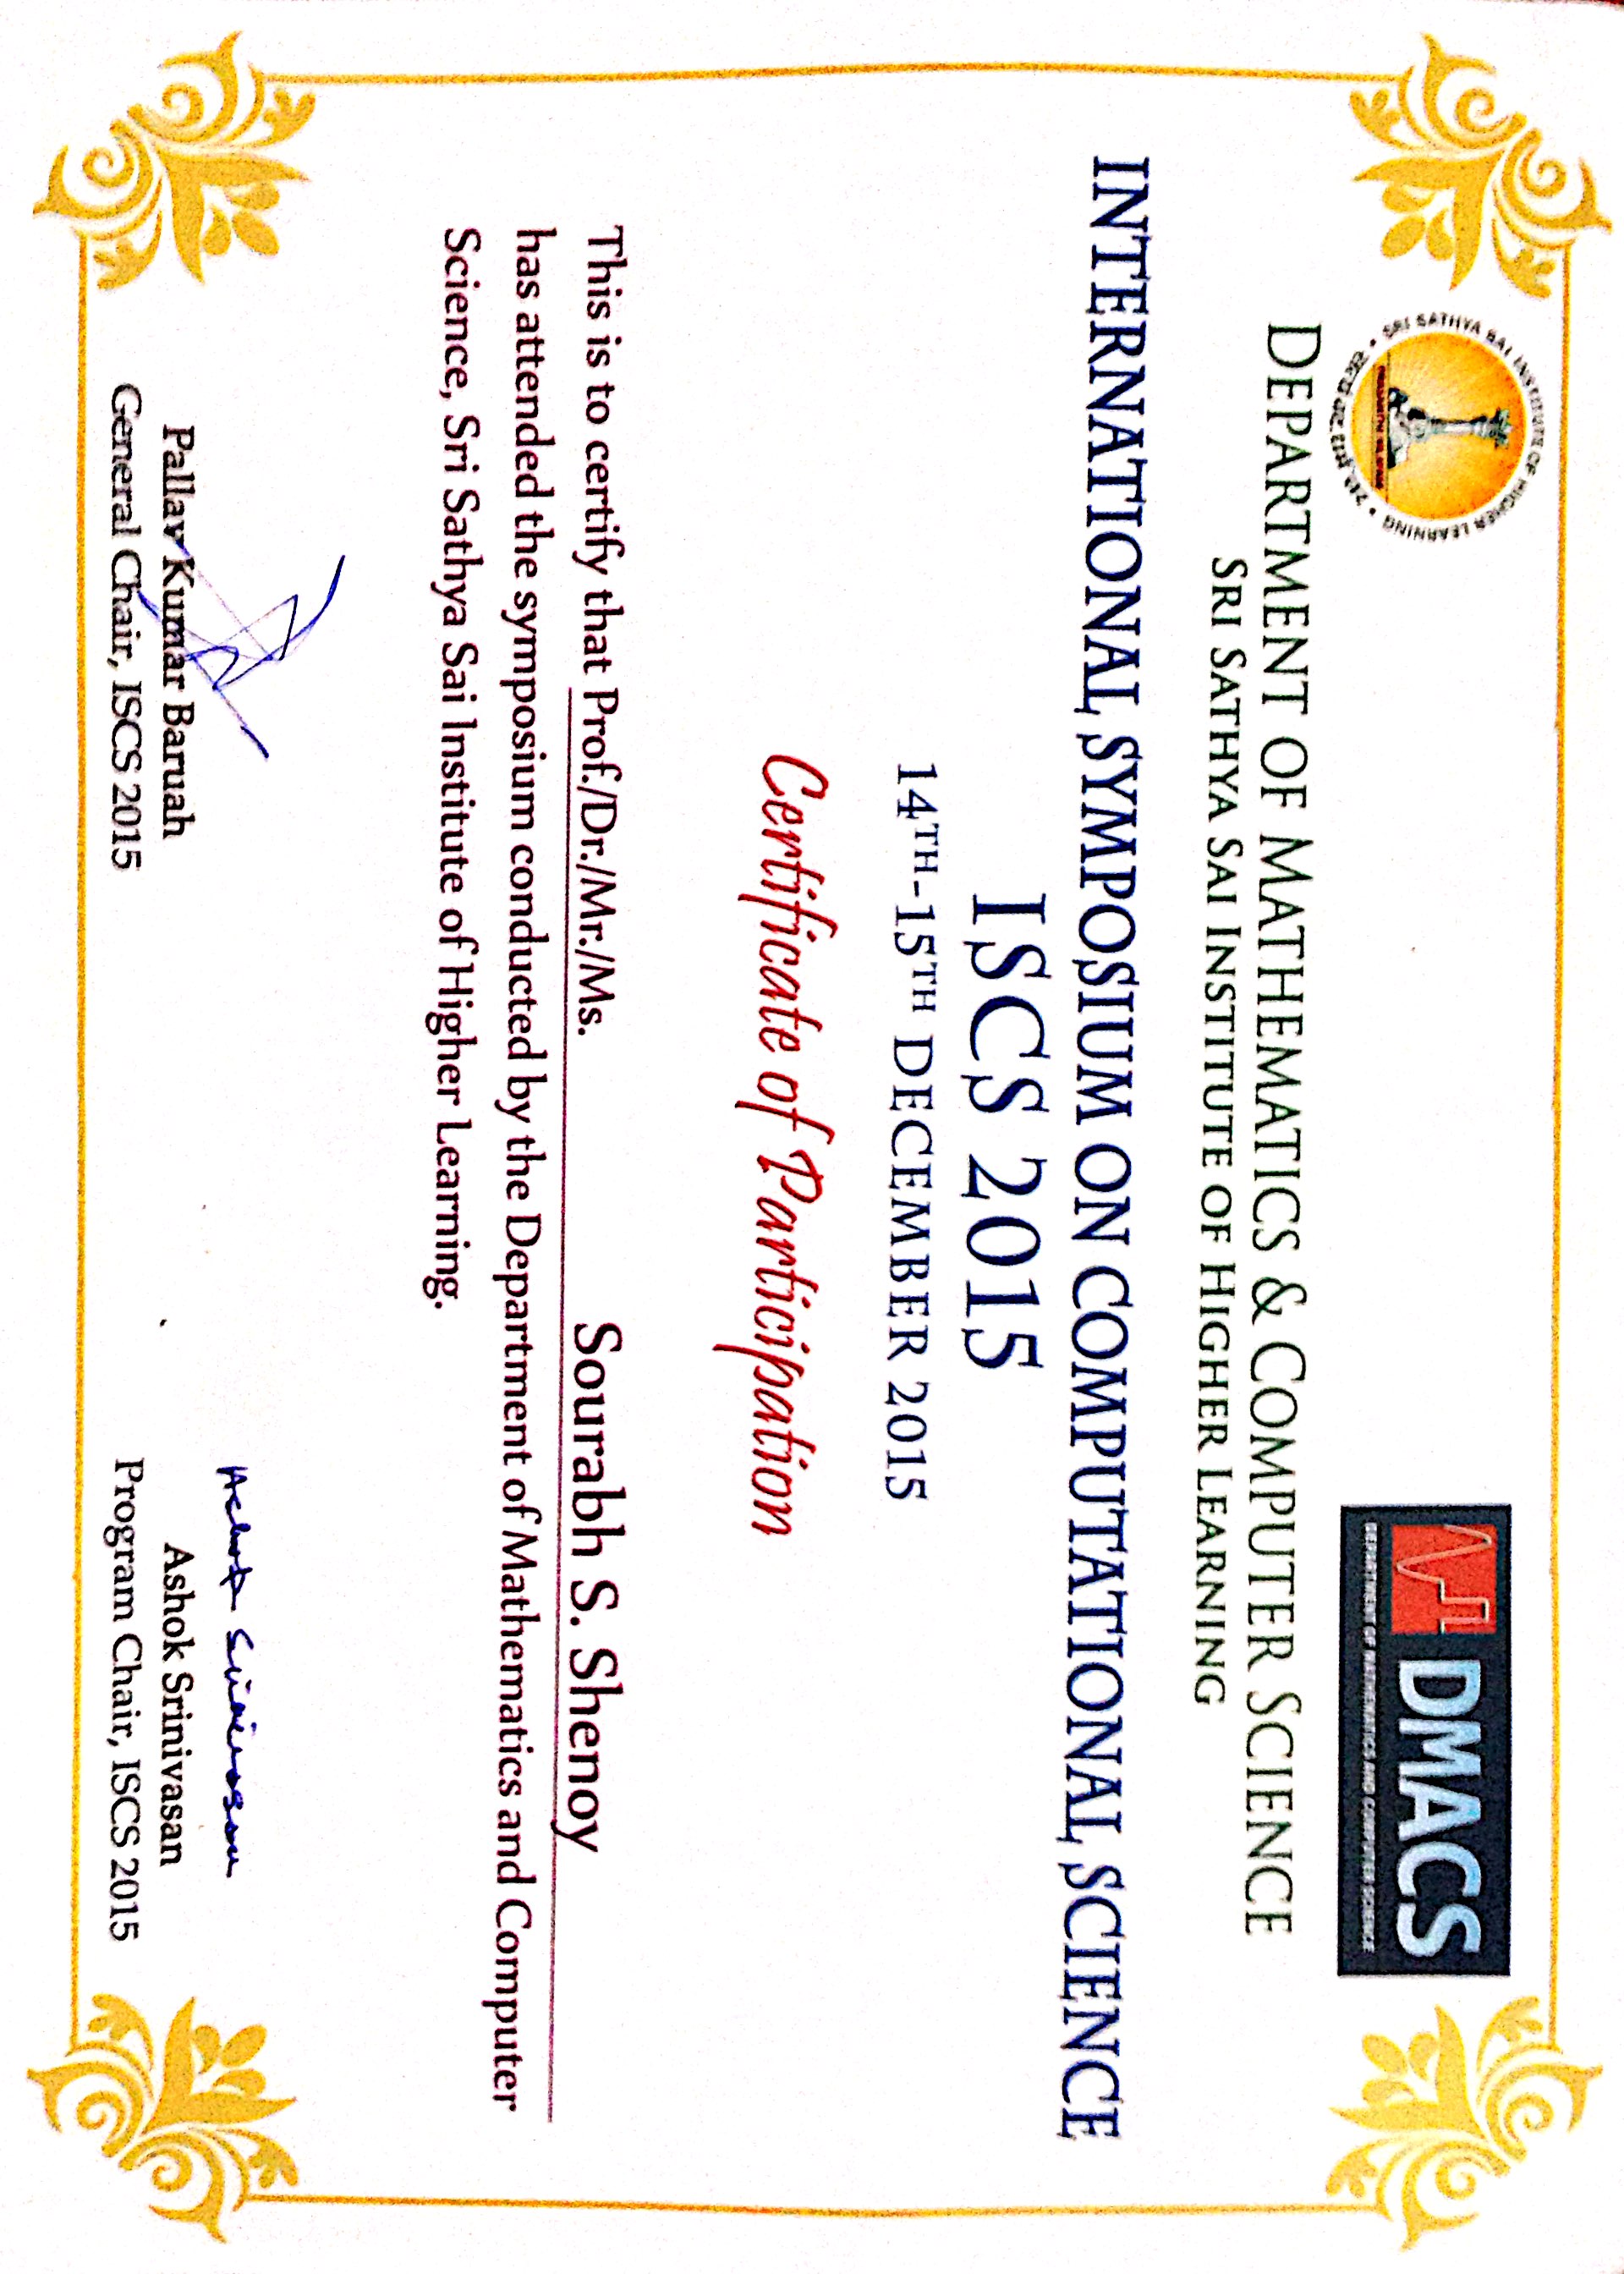 SRI SATHYA SAI INSTITUTE OF HIGHER LEARNING
DMACS
DEPARTMENT OF MATHEMATICS AND COMPUTER SCIENCE
DEPARTMENT OF MATHEMATICS & COMPUTER SCIENCE
SRI SATHYA SAI INSTITUTE OF HIGHER LEARNING
INTERNATIONAL SYMPOSIUM ON COMPUTATIONAL SCIENCE
ISCS 2015
14TH-15TH DECEMBER 2015
Certificate of Participation
This is to certify that Prof./Dr./Mr./Ms. Sourabh S. Shenoy
has attended the symposium conducted by the Department of Mathematics and Computer
Science, Sri Sathya Sai Institute of Higher Learning.
Ashok Srinivasan
Pallav Kumar Baruah
General Chair, ISCS 2015
Ashok Srinivasan
Program Chair, ISCS 2015